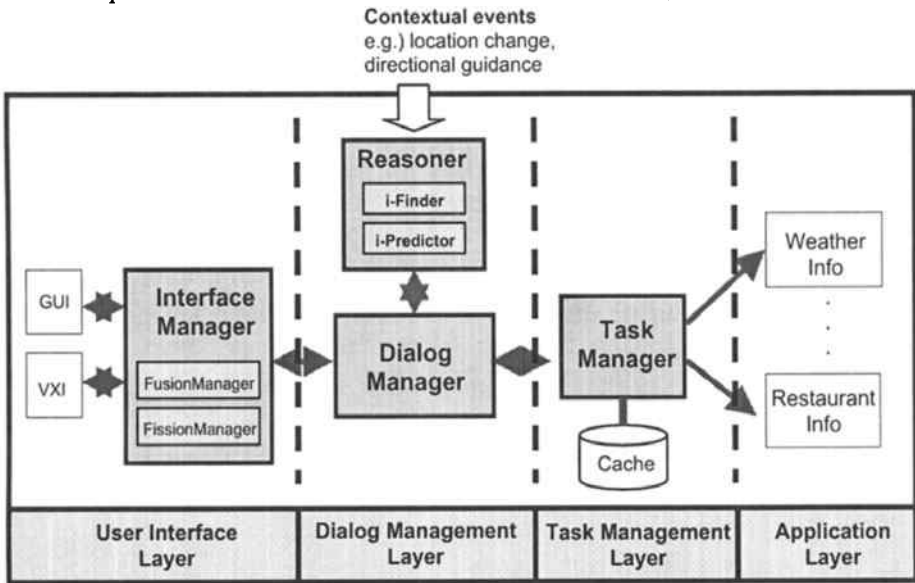 Contextual events
e.g.) location change,
directional guidance
Reasoner
i-Finder
i-Predictor
GUI
VXI
Interface
Manager
FusionManager
FissionManager
Dialog
Manager
Task
Manager
Cache
Weather
Info
Restaurant
Info
User Interface
Layer
Dialog Management
Layer
Task Management
Layer
Application
Layer